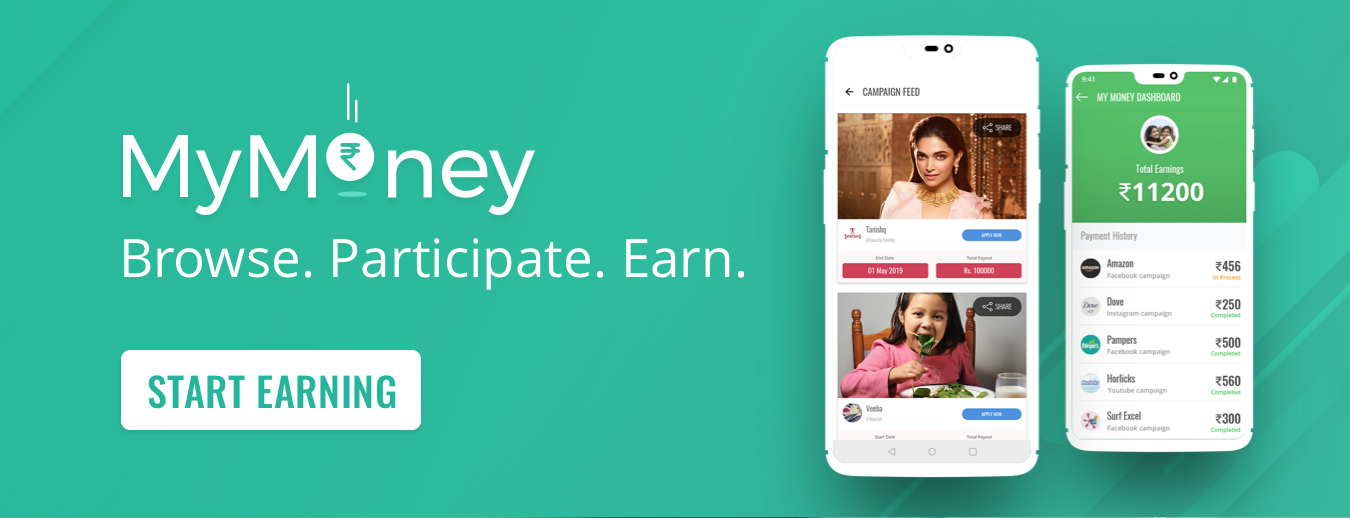 MyM₹ney
Browse. Participate. Earn.
START EARNING
CAMPAIGN FEED
SHARE
Tanishq
APPLY NOW
End Date
Total Payout
01 May 2019
Rs. 100000
SHARE
Veeba
V Nourish
APPLY NOW
Start Date
Total Payout
9:41
MY MONEY DASHBOARD
Total Earnings
₹11200
Payment History
Amazon
₹456
Facebook campaign
In Process
Dove
₹250
Instagram campaign
Completed
Pampers
₹500
Facebook campaign
Completed
Horlicks
₹560
Youtube campaign
Completed
Surf Excel
₹300
Facebook campaign
Completed